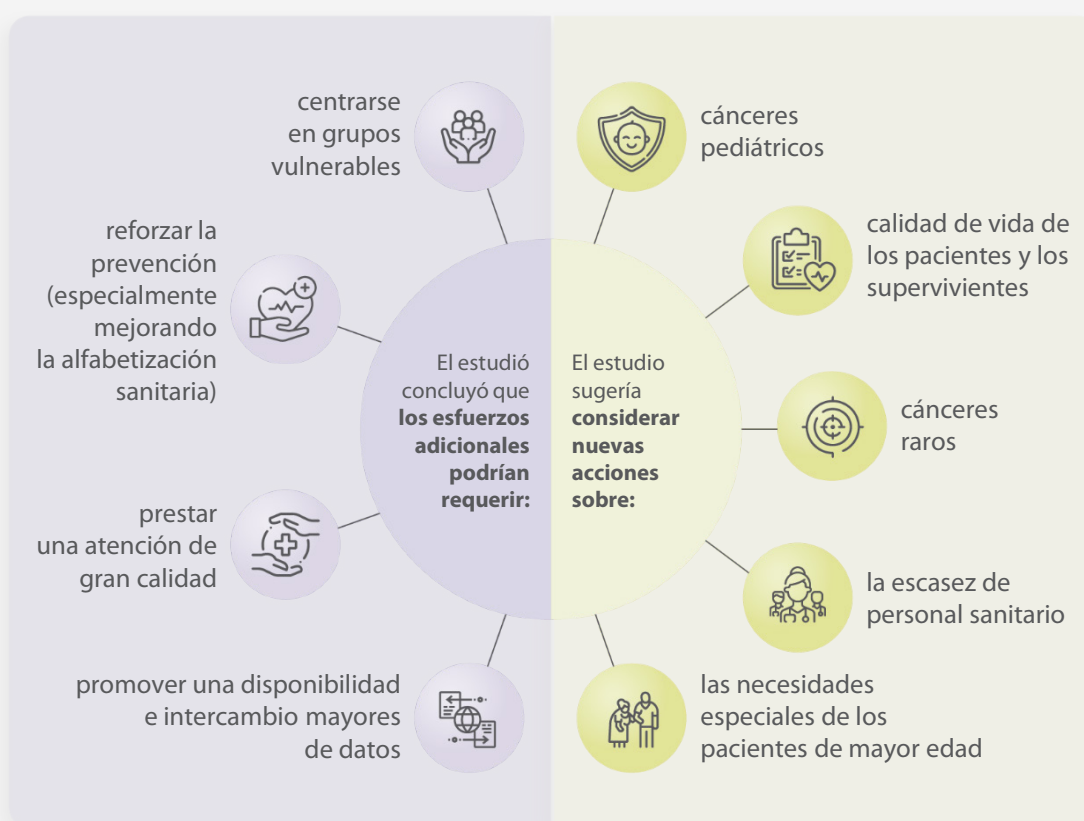 El estudió
concluyó que
los esfuerzos
adicionales
podrían
requerir:
centrarse
en grupos
vulnerables
reforzar la
prevención
(especialmente
mejorando
la alfabetización
sanitaria)
prestar
una atención de
gran calidad
promover una disponibilidad
e intercambio mayores
de datos
El estudio
sugería
considerar
nuevas
acciones
sobre:
cánceres
pediátricos
calidad de vida de
los pacientes y los
supervivientes
cánceres
raros
la escasez de
personal sanitario
las necesidades
especiales de los
pacientes de mayor edad